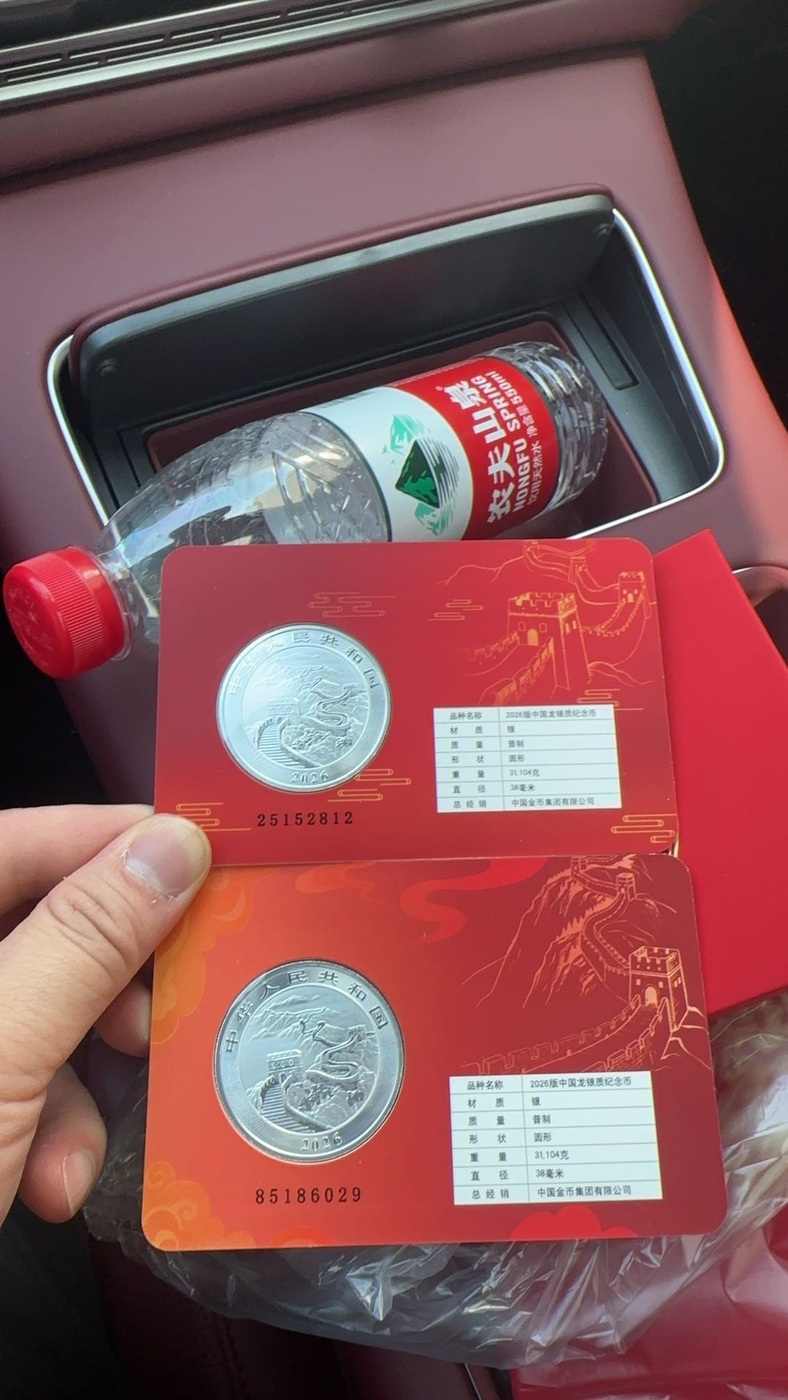 农夫山泉
NONGFU SPRING
饮用天然水 净含量550ml
中华人民共和国
2026
25152812
品种名称 2026版中国龙银质纪念币
材 质 银
质 量 普制
形 状 圆形
重 量 31,104克
直 径 38毫米
总经销 中国金币集团有限公司
中华人民共和国
2026
85186029
品种名称 2026版中国龙银质纪念币
材 质 银
质 量 普制
形 状 圆形
重 量 31,104克
直 径 38毫米
总经销 中国金币集团有限公司